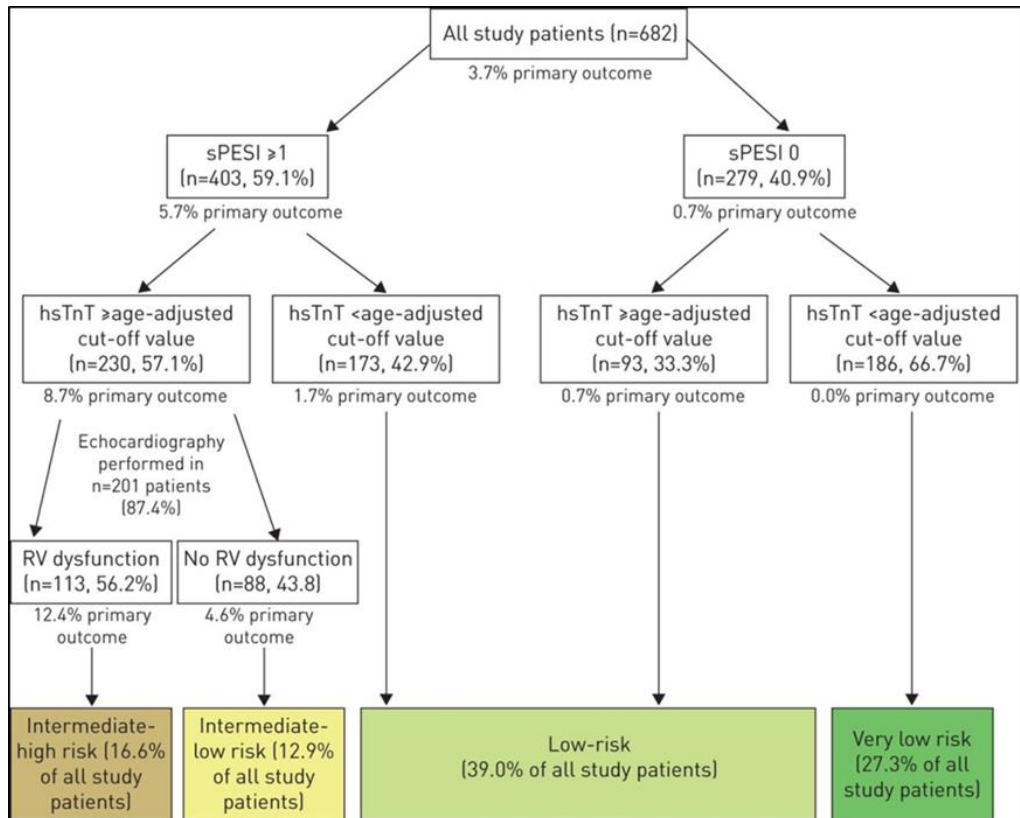 All study patients (n=682)
3.7% primary outcome
sPESI ⩾1
(n=403, 59.1%)
5.7% primary outcome
sPESI 0
(n=279, 40.9%)
0.7% primary outcome
hsTnT ⩾age-adjusted
cut-off value
(n=230, 57.1%)
8.7% primary outcome
hsTnT <age-adjusted
cut-off value
(n=173, 42.9%)
1.7% primary outcome
hsTnT ⩾age-adjusted
cut-off value
(n=93, 33.3%)
0.7% primary outcome
hsTnT <age-adjusted
cut-off value
(n=186, 66.7%)
0.0% primary outcome
Echocardiography
performed in
n=201 patients
(87.4%)
RV dysfunction
(n=113, 56.2%)
12.4% primary
outcome
No RV dysfunction
(n=88, 43.8)
4.6% primary
outcome
Intermediate-
high risk (16.6%
of all study
patients)
Intermediate-
low risk (12.9%
of all study
patients)
Low-risk
(39.0% of all study patients)
Very low risk
(27.3% of all
study patients)